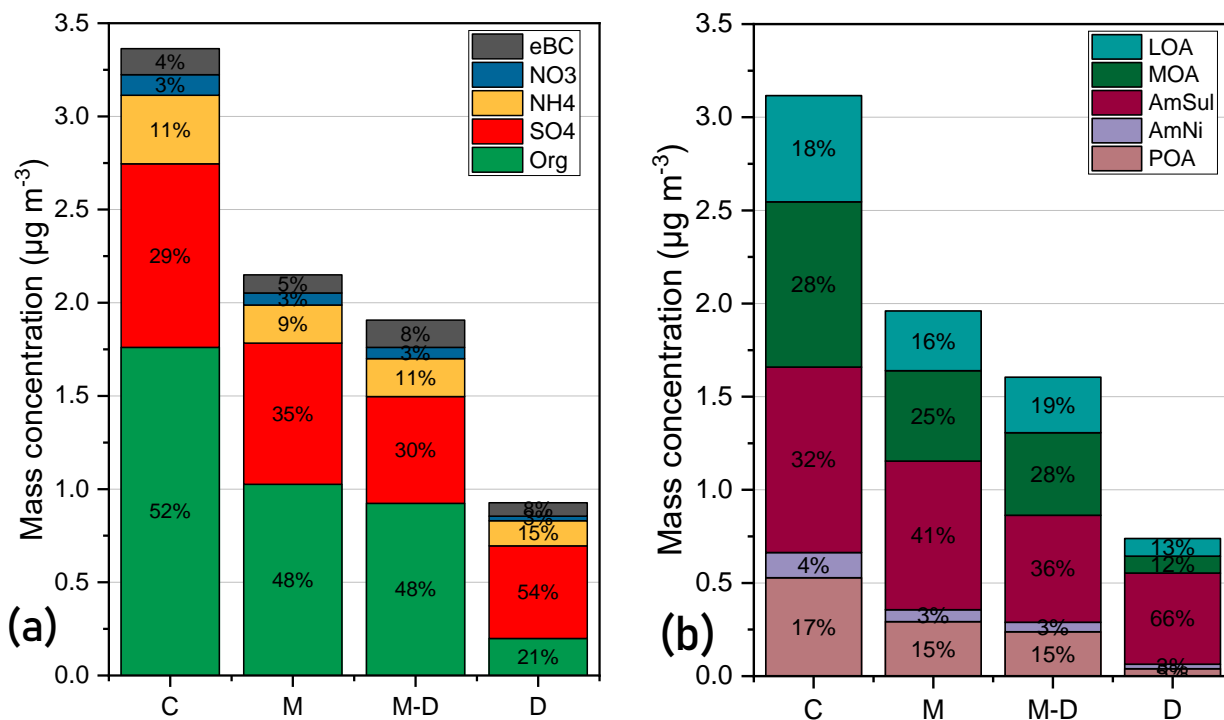 3.5
3.0
2.5
2.0
1.5
1.0
0.5
0.0
Mass concentration (µg m⁻³)
(a)
eBC
NO3
NH4
SO4
Org
4%
3%
11%
29%
52%
5%
3%
9%
35%
48%
8%
3%
11%
30%
48%
8%
3%
15%
54%
21%
C
M
M-D
D
3.5
3.0
2.5
2.0
1.5
1.0
0.5
0.0
Mass concentration (µg m⁻³)
(b)
LOA
MOA
AmSul
AmNi
POA
18%
28%
32%
4%
17%
16%
25%
41%
3%
15%
19%
28%
36%
3%
15%
13%
12%
66%
C
M
M-D
D